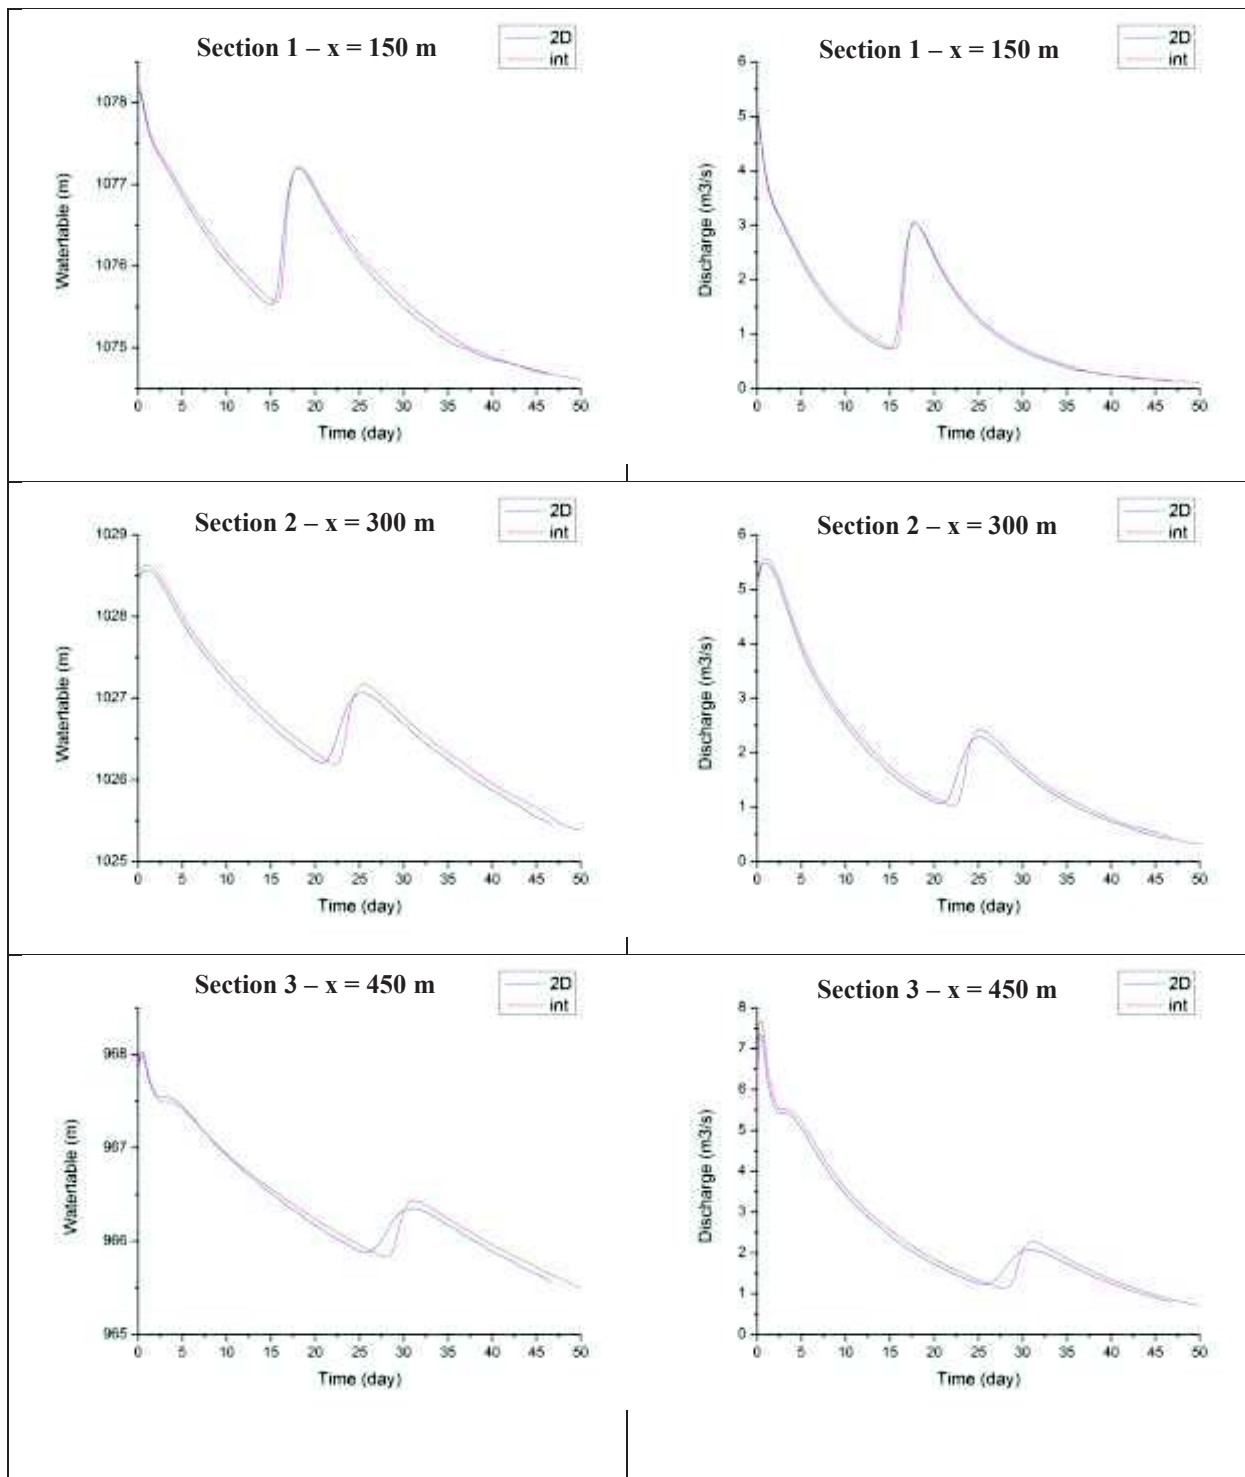 Section 1 – x = 150 m
2D
int
Watertable (m)
1078
1077
1076
1075
0 5 10 15 20 25 30 35 40 45 50
Time (day)
Section 1 – x = 150 m
2D
int
Discharge (m3/s)
6
5
4
3
2
1
0
0 5 10 15 20 25 30 35 40 45 50
Time (day)
Section 2 – x = 300 m
2D
int
Watertable (m)
1029
1028
1027
1026
1025
0 5 10 15 20 25 30 35 40 45 50
Time (day)
Section 2 – x = 300 m
2D
int
Discharge (m3/s)
6
5
4
3
2
1
0
0 5 10 15 20 25 30 35 40 45 50
Time (day)
Section 3 – x = 450 m
2D
int
Watertable (m)
968
967
966
965
0 5 10 15 20 25 30 35 40 45 50
Time (day)
Section 3 – x = 450 m
2D
int
Discharge (m3/s)
8
7
6
5
4
3
2
1
0
0 5 10 15 20 25 30 35 40 45 50
Time (day)